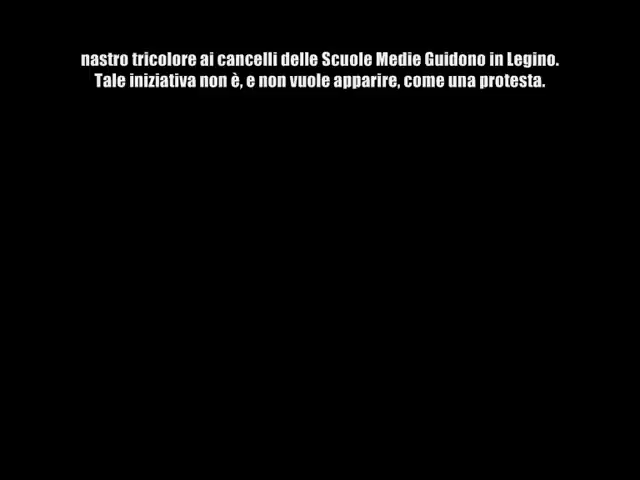 nastro tricolore ai cancelli delle Scuole Medie Guidono in Legino.
Tale iniziativa non è, e non vuole apparire, come una protesta.